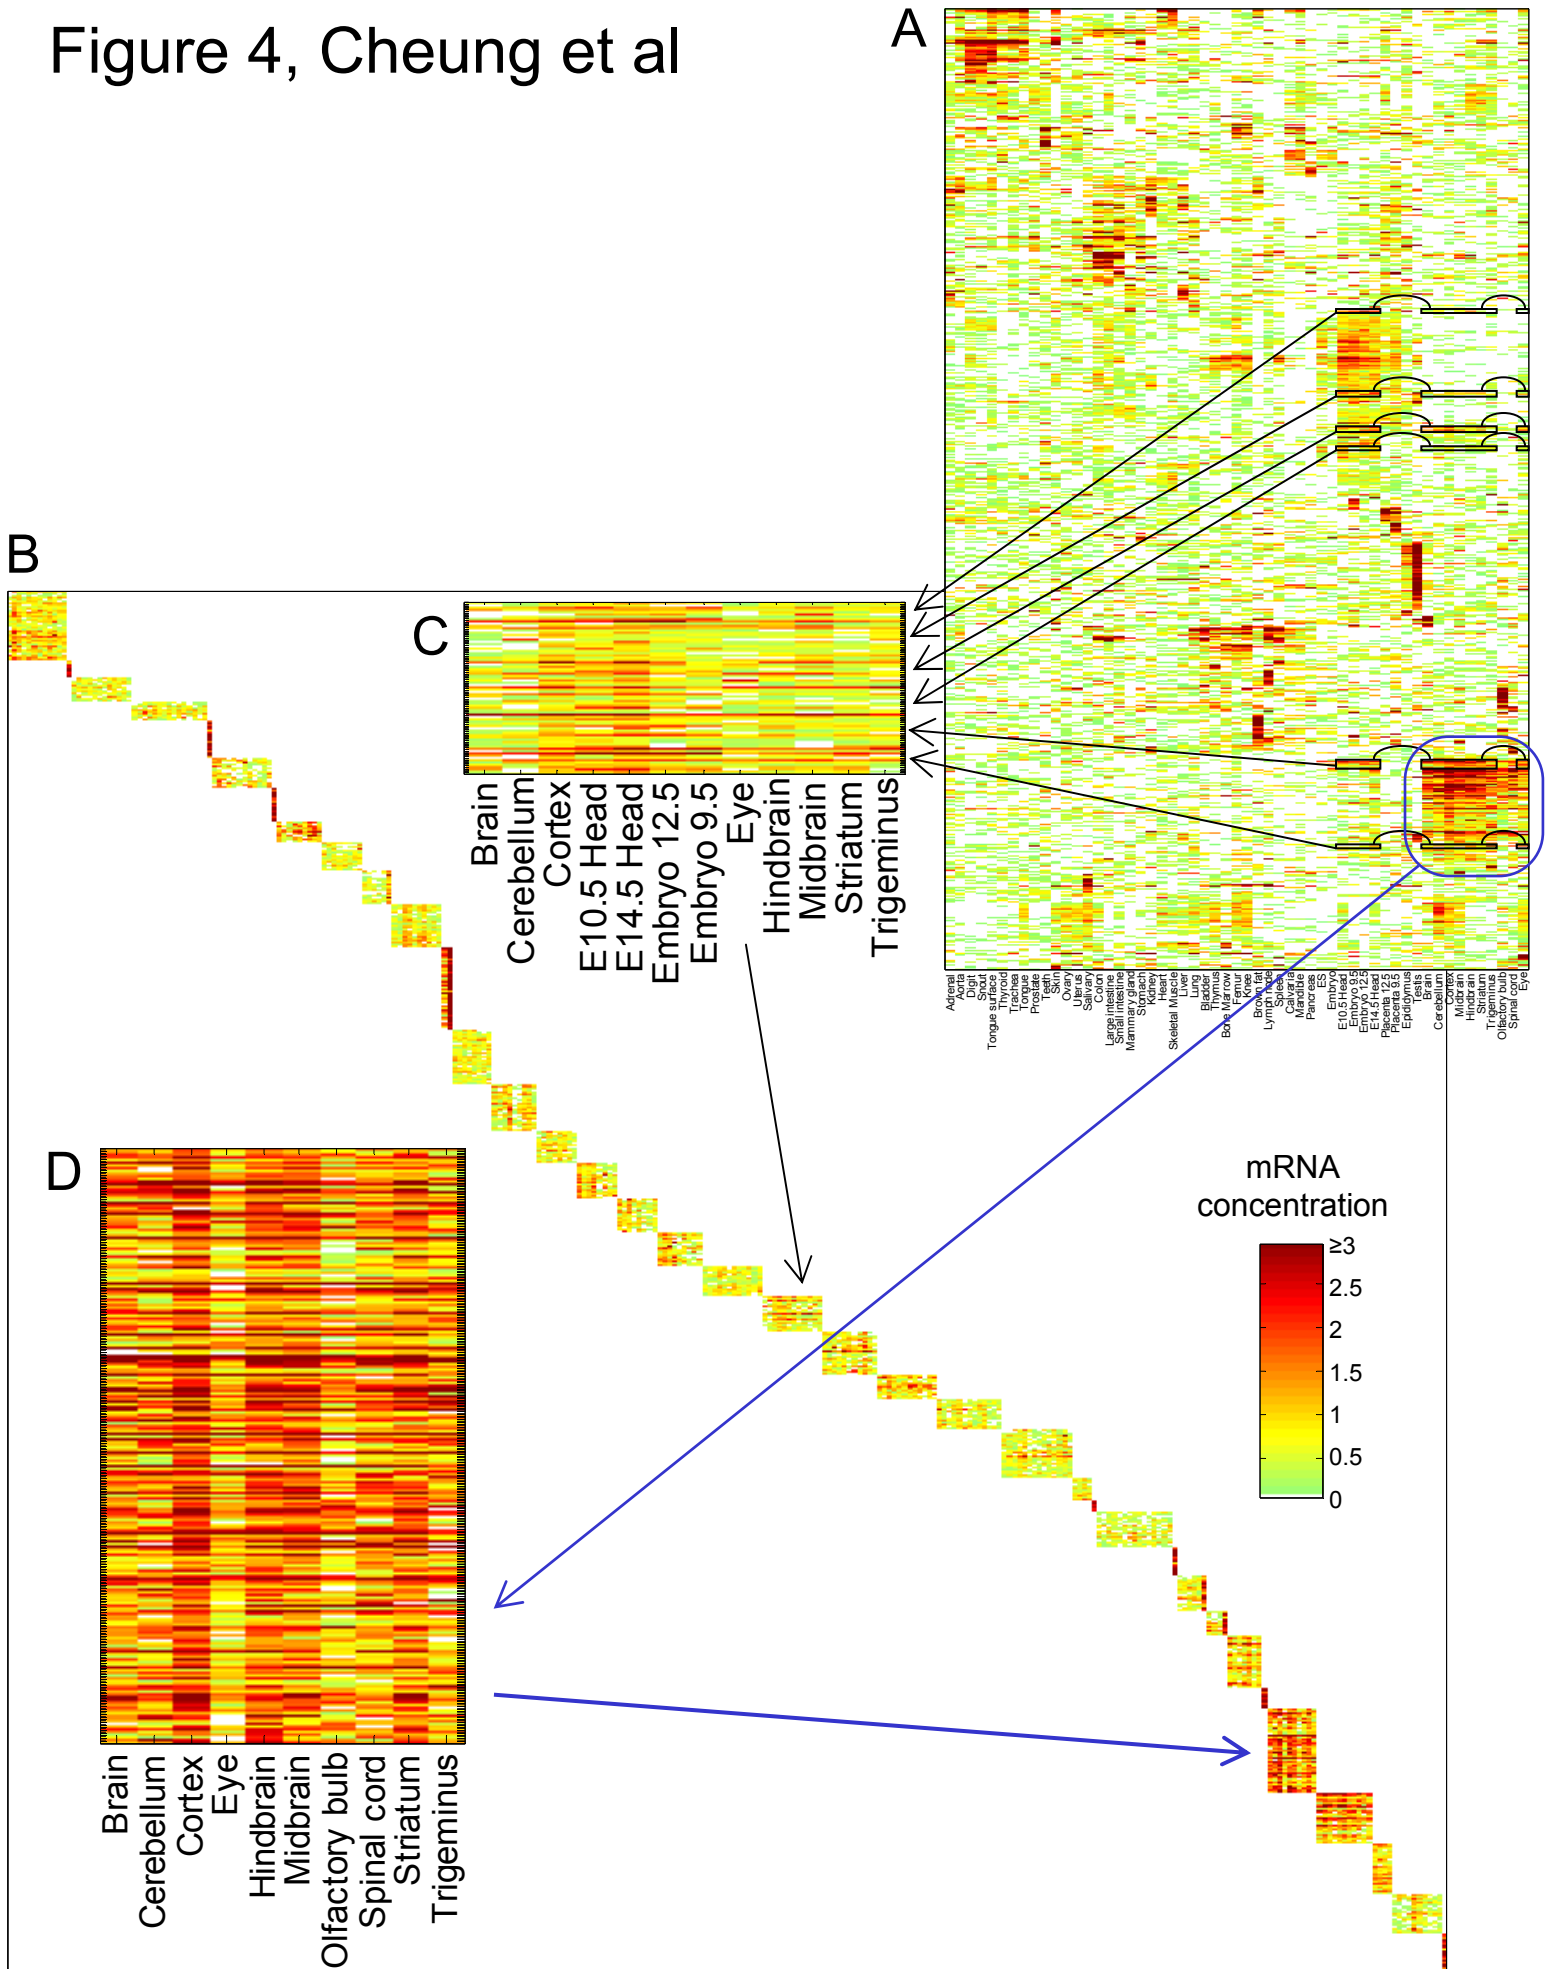 Figure 4, Cheung et al
A
Adrenal
Aorta
Digit
Snout
Tongue surface
Thyroid
Trachea
Tongue
Prostate
Teeth
Skin
Ovary
Uterus
Salivary
Colon
Large intestine
Small intestine
Mammary gland
Stomach
Kidney
Heart
Skeletal Muscle
Liver
Lung
Bladder
Thymus
Bone Marrow
Femur
Knee
Brown fat
Lymph node
Spleen
Calvaria
Mandible
Pancreas
ES
Embryo
E10.5 Head
Embryo 9.5
Embryo 12.5
E14.5 Head
Placenta 12.5
Placenta 9.5
Epididymus
Testis
Brain
Cerebellum
Cortex
Midbrain
Hindbrain
Striatum
Trigeminus
Olfactory bulb
Spinal cord
Eye
B
C
Brain
Cerebellum
Cortex
E10.5 Head
E14.5 Head
Embryo 12.5
Embryo 9.5
Eye
Hindbrain
Midbrain
Striatum
Trigeminus
D
Brain
Cerebellum
Cortex
Eye
Hindbrain
Midbrain
Olfactory bulb
Spinal cord
Striatum
Trigeminus
mRNA
concentration
≥3
2.5
2
1.5
1
0.5
0